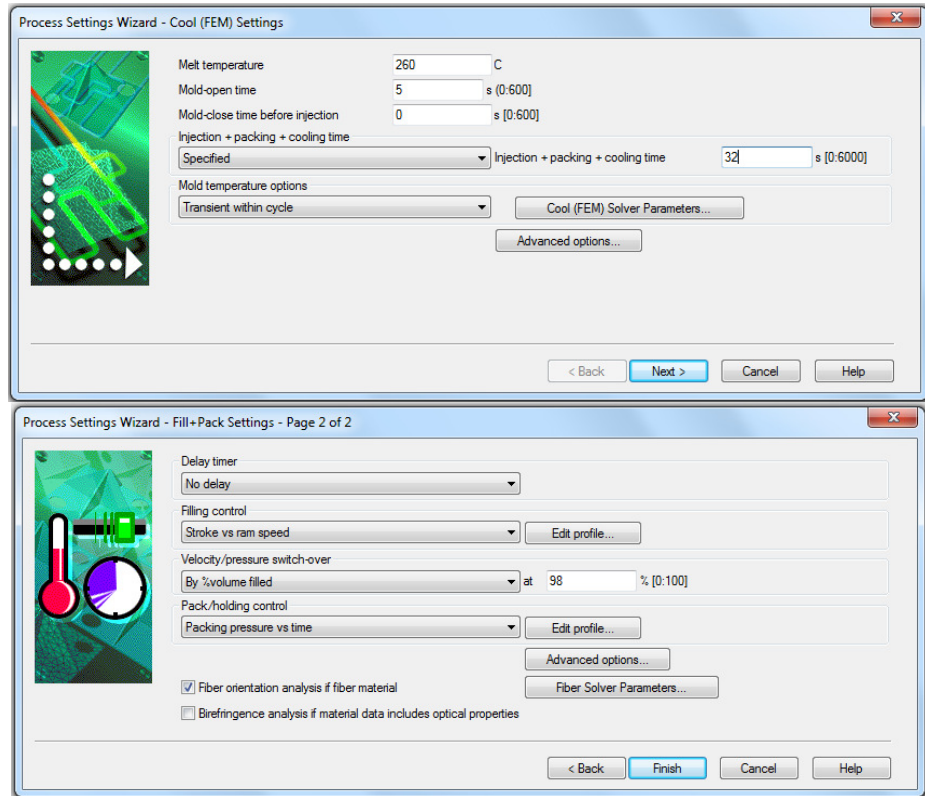 Process Settings Wizard - Cool (FEM) Settings
Melt temperature 260 C
Mold-open time 5 s (0:600]
Mold-close time before injection 0 s [0:600]
Injection + packing + cooling time
Specified Injection + packing + cooling time 32 s [0:6000]
Mold temperature options
Transient within cycle Cool (FEM) Solver Parameters...
Advanced options...
< Back Next > Cancel Help
Process Settings Wizard - Fill+Pack Settings - Page 2 of 2
Delay timer
No delay
Filling control
Stroke vs ram speed Edit profile...
Velocity/pressure switch-over
By %volume filled at 98 % [0:100]
Pack/holding control
Packing pressure vs time Edit profile...
Advanced options...
Fiber orientation analysis if fiber material Fiber Solver Parameters...
Birefringence analysis if material data includes optical properties
< Back Finish Cancel Help